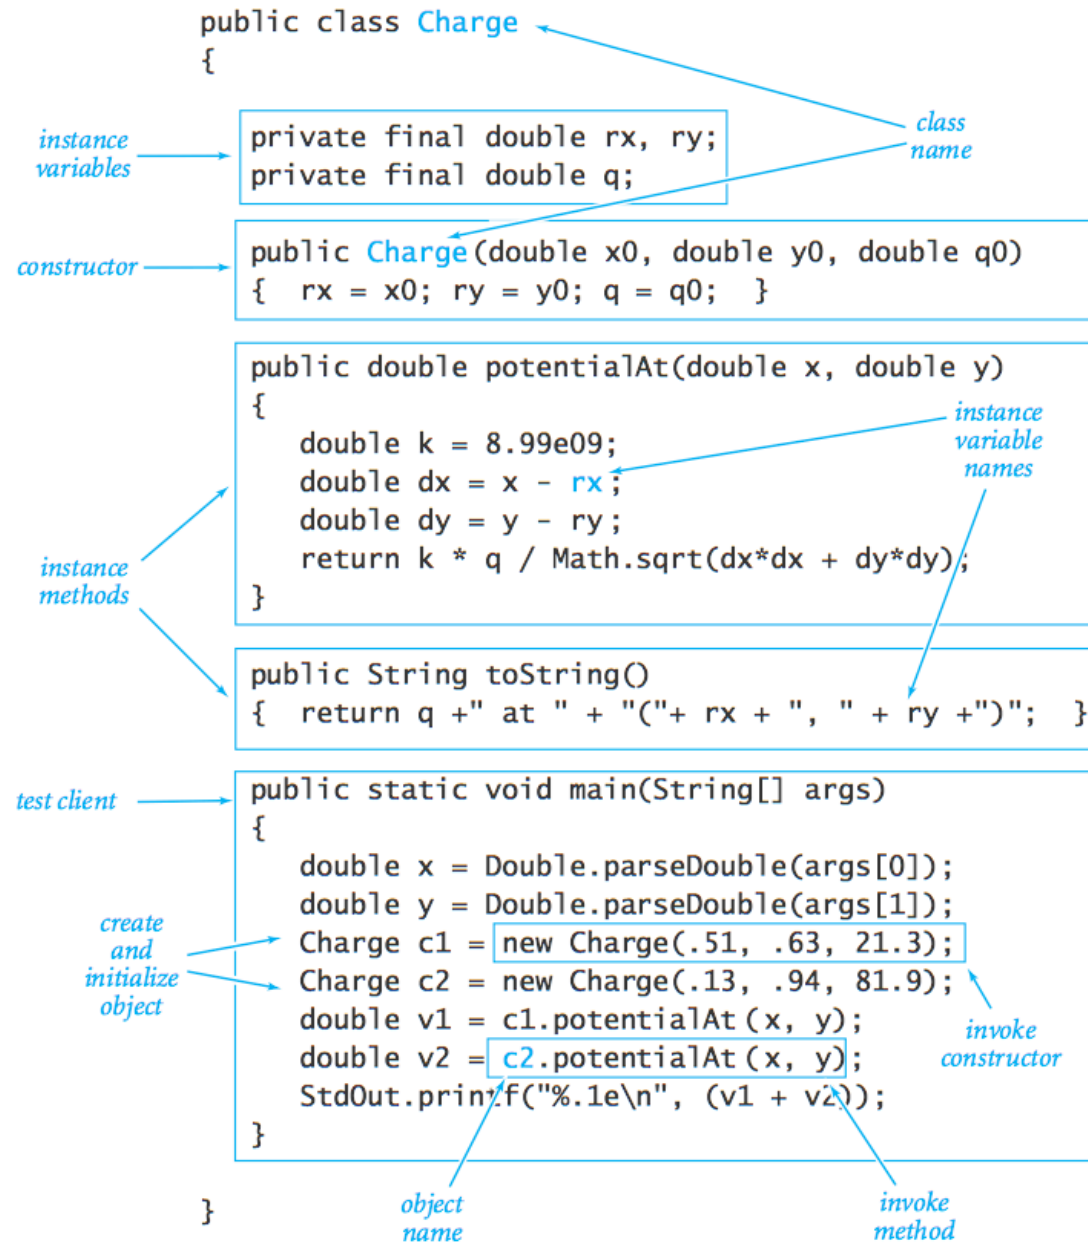 public class Charge
{
class
name
instance
variables
private final double rx, ry;
private final double q;
constructor
public Charge(double x0, double y0, double q0)
{ rx = x0; ry = y0; q = q0; }
public double potentialAt(double x, double y)
{
instance
variable
names
double k = 8.99e09;
double dx = x - rx;
double dy = y - ry;
return k * q / Math.sqrt(dx*dx + dy*dy);
}
instance
methods
public String toString()
{ return q +" at " + "("+ rx + ", " + ry +")"; }
test client
public static void main(String[] args)
{
double x = Double.parseDouble(args[0]);
double y = Double.parseDouble(args[1]);
create
and
initialize
object
Charge c1 = new Charge(.51, .63, 21.3);
Charge c2 = new Charge(.13, .94, 81.9);
invoke
constructor
double v1 = c1.potentialAt(x, y);
double v2 = c2.potentialAt(x, y);
StdOut.printf("%.1e\n", (v1 + v2));
}
object
name
invoke
method
}